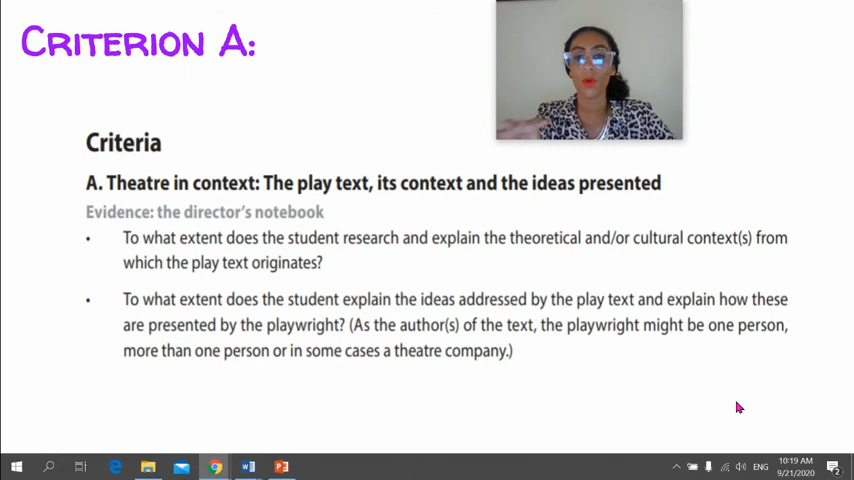 CRITERION A:
Criteria
A. Theatre in context: The play text, its context and the ideas presented
Evidence: the director's notebook
• To what extent does the student research and explain the theoretical and/or cultural context(s) from
which the play text originates?
• To what extent does the student explain the ideas addressed by the play text and explain how these
are presented by the playwright? (As the author(s) of the text, the playwright might be one person,
more than one person or in some cases a theatre company.)
ENG
10:19 AM
9/21/2020
2